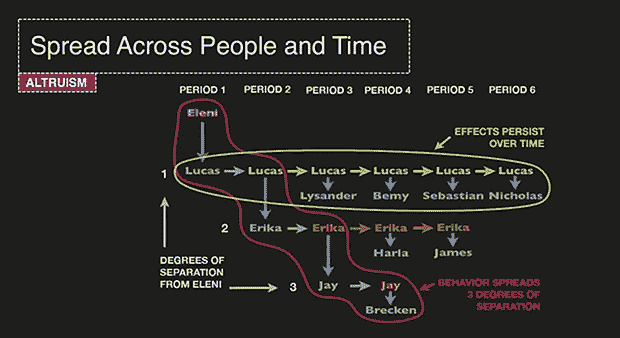 Spread Across People and Time
ALTRUISM
PERIOD 1 PERIOD 2 PERIOD 3 PERIOD 4 PERIOD 5 PERIOD 6
Eleni
EFFECTS PERSIST
OVER TIME
1 Lucas Lucas Lucas Lucas Lucas Lucas
Lysander Bemy Sebastian Nicholas
2 Erika Erika Erika Erika
Harla James
DEGREES OF
SEPARATION
FROM ELENI
3 Jay Jay
Brecken
BEHAVIOR SPREADS
3 DEGREES OF
SEPARATION